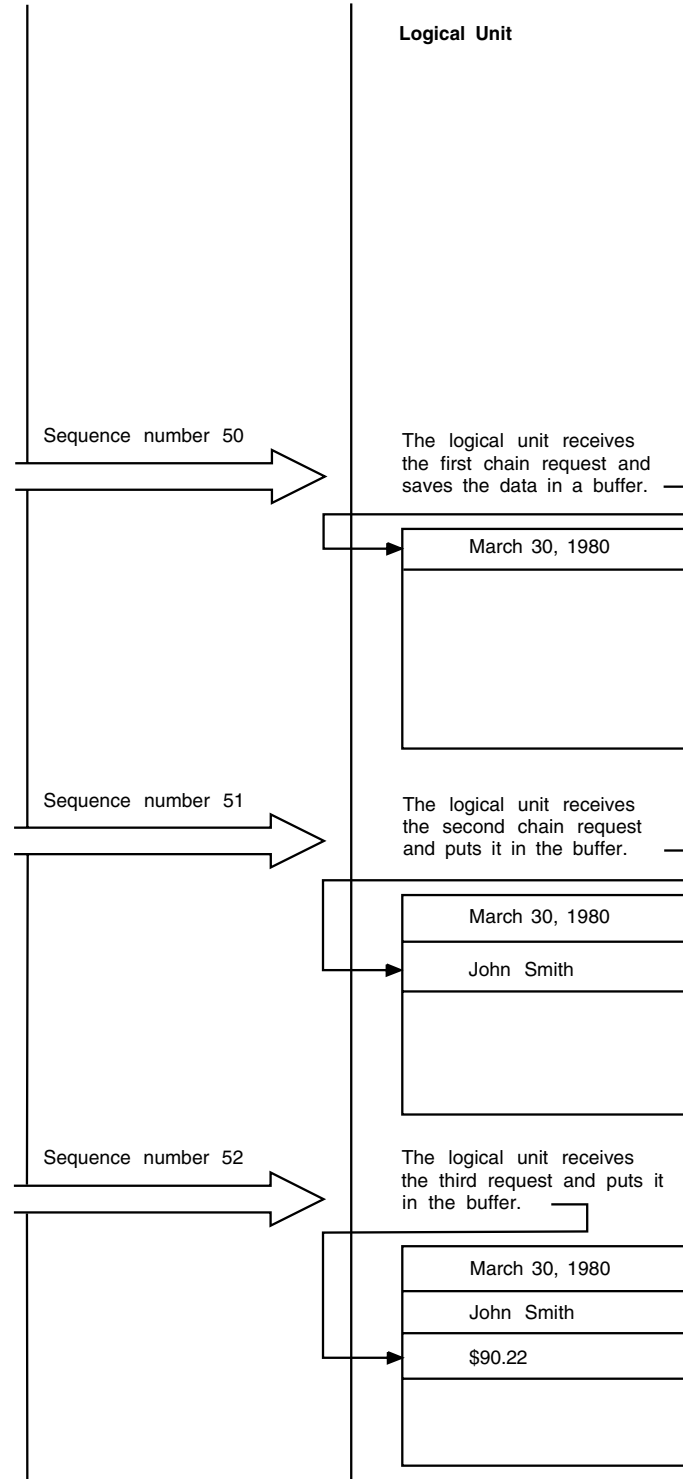 Logical Unit
Sequence number 50
The logical unit receives
the first chain request and
saves the data in a buffer.
March 30, 1980
Sequence number 51
The logical unit receives
the second chain request
and puts it in the buffer.
March 30, 1980
John Smith
Sequence number 52
The logical unit receives
the third request and puts it
in the buffer.
March 30, 1980
John Smith
$90.22